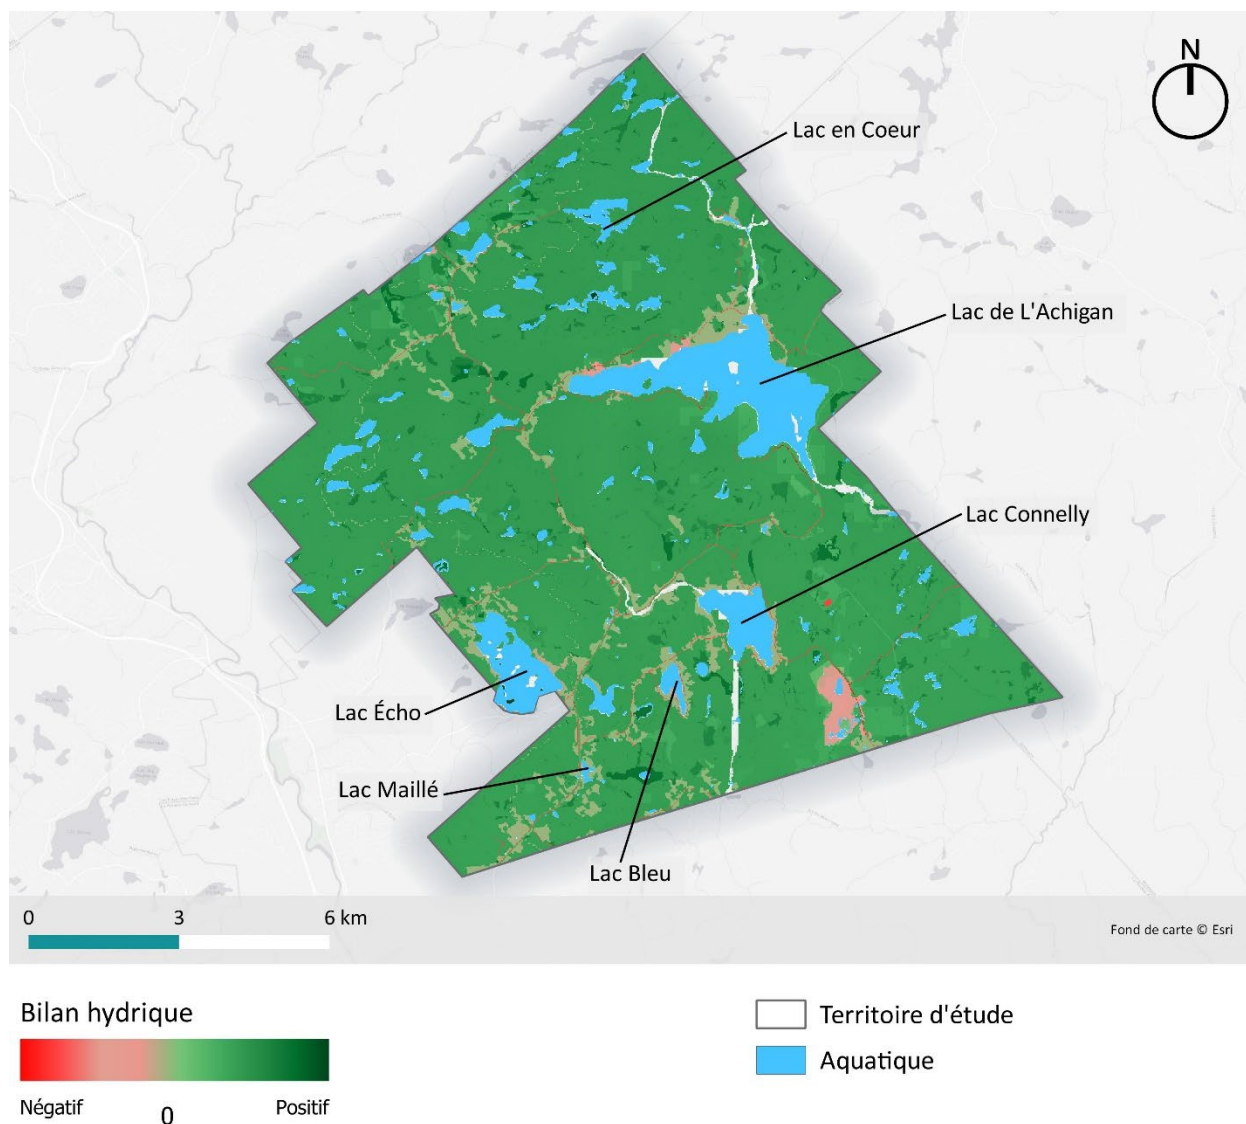 N
Lac en Coeur
Lac de L'Achigan
Lac Connelly
Lac Écho
Lac Maillé
Lac Bleu
0 3 6 km
Fond de carte © Esri
Bilan hydrique
Négatif 0 Positif
Territoire d'étude
Aquatique